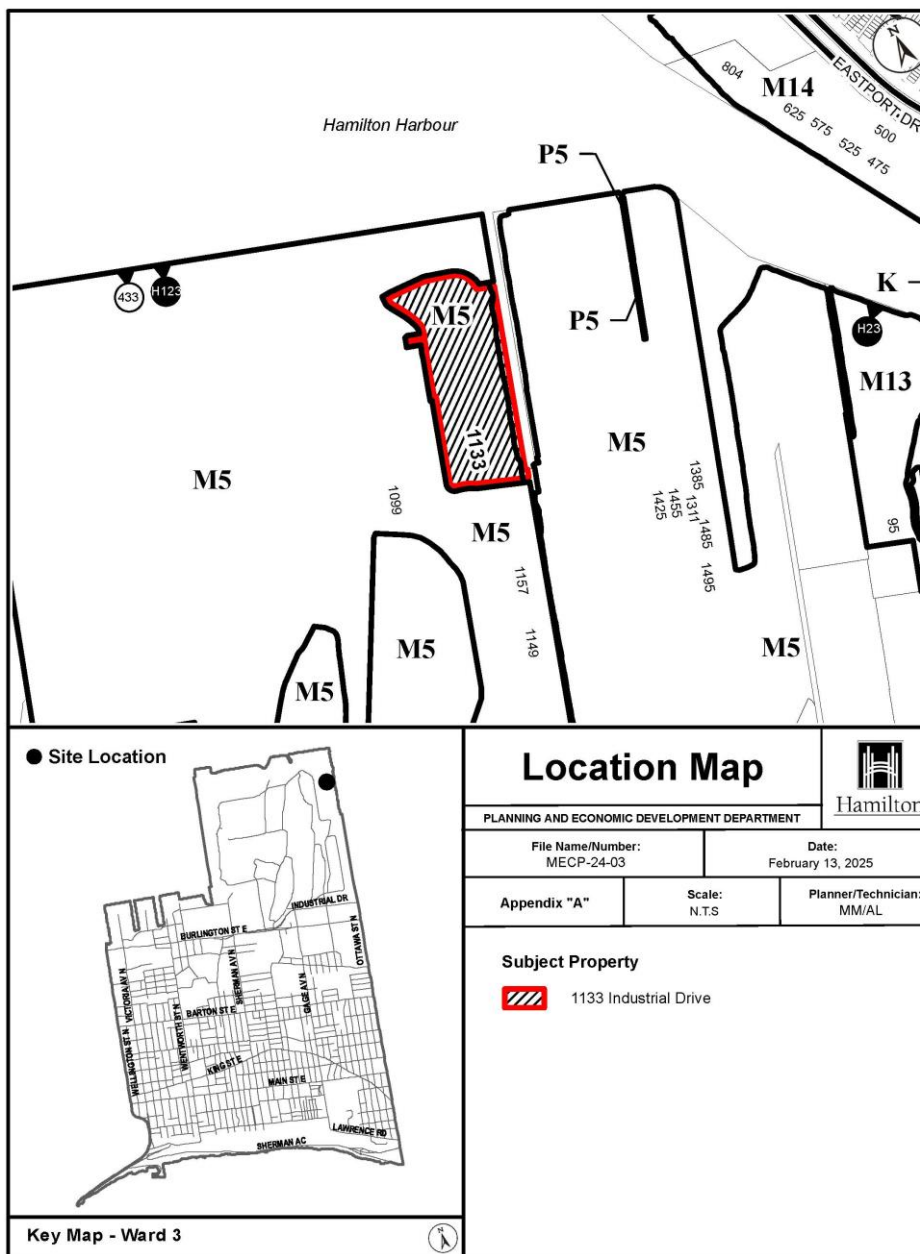 N
804
M14
EASTPORT DR
625 575 525 475
500
Hamilton Harbour
P5
K
433
H123
M5
P5
H23
M13
1133
M5
M5
1099
M5
1385
1311
1455
1425
1485
1495
95
1157
1149
M5
M5
M5
Site Location
INDUSTRIAL DR
BURLINGTON ST E
OTTAWA ST N
VICTORIA AV N
WELLINGTON ST N
WENTWORTH ST N
SHERMAN AV N
GAGE AV N
BARTON ST E
KING ST E
MAIN ST E
LAWRENCE RD
SHERMAN AC
Key Map - Ward 3
N
Location Map
Hamilton
PLANNING AND ECONOMIC DEVELOPMENT DEPARTMENT
File Name/Number:
MECP-24-03
Date:
February 13, 2025
Appendix "A"
Scale:
N.T.S
Planner/Technician:
MM/AL
Subject Property
1133 Industrial Drive